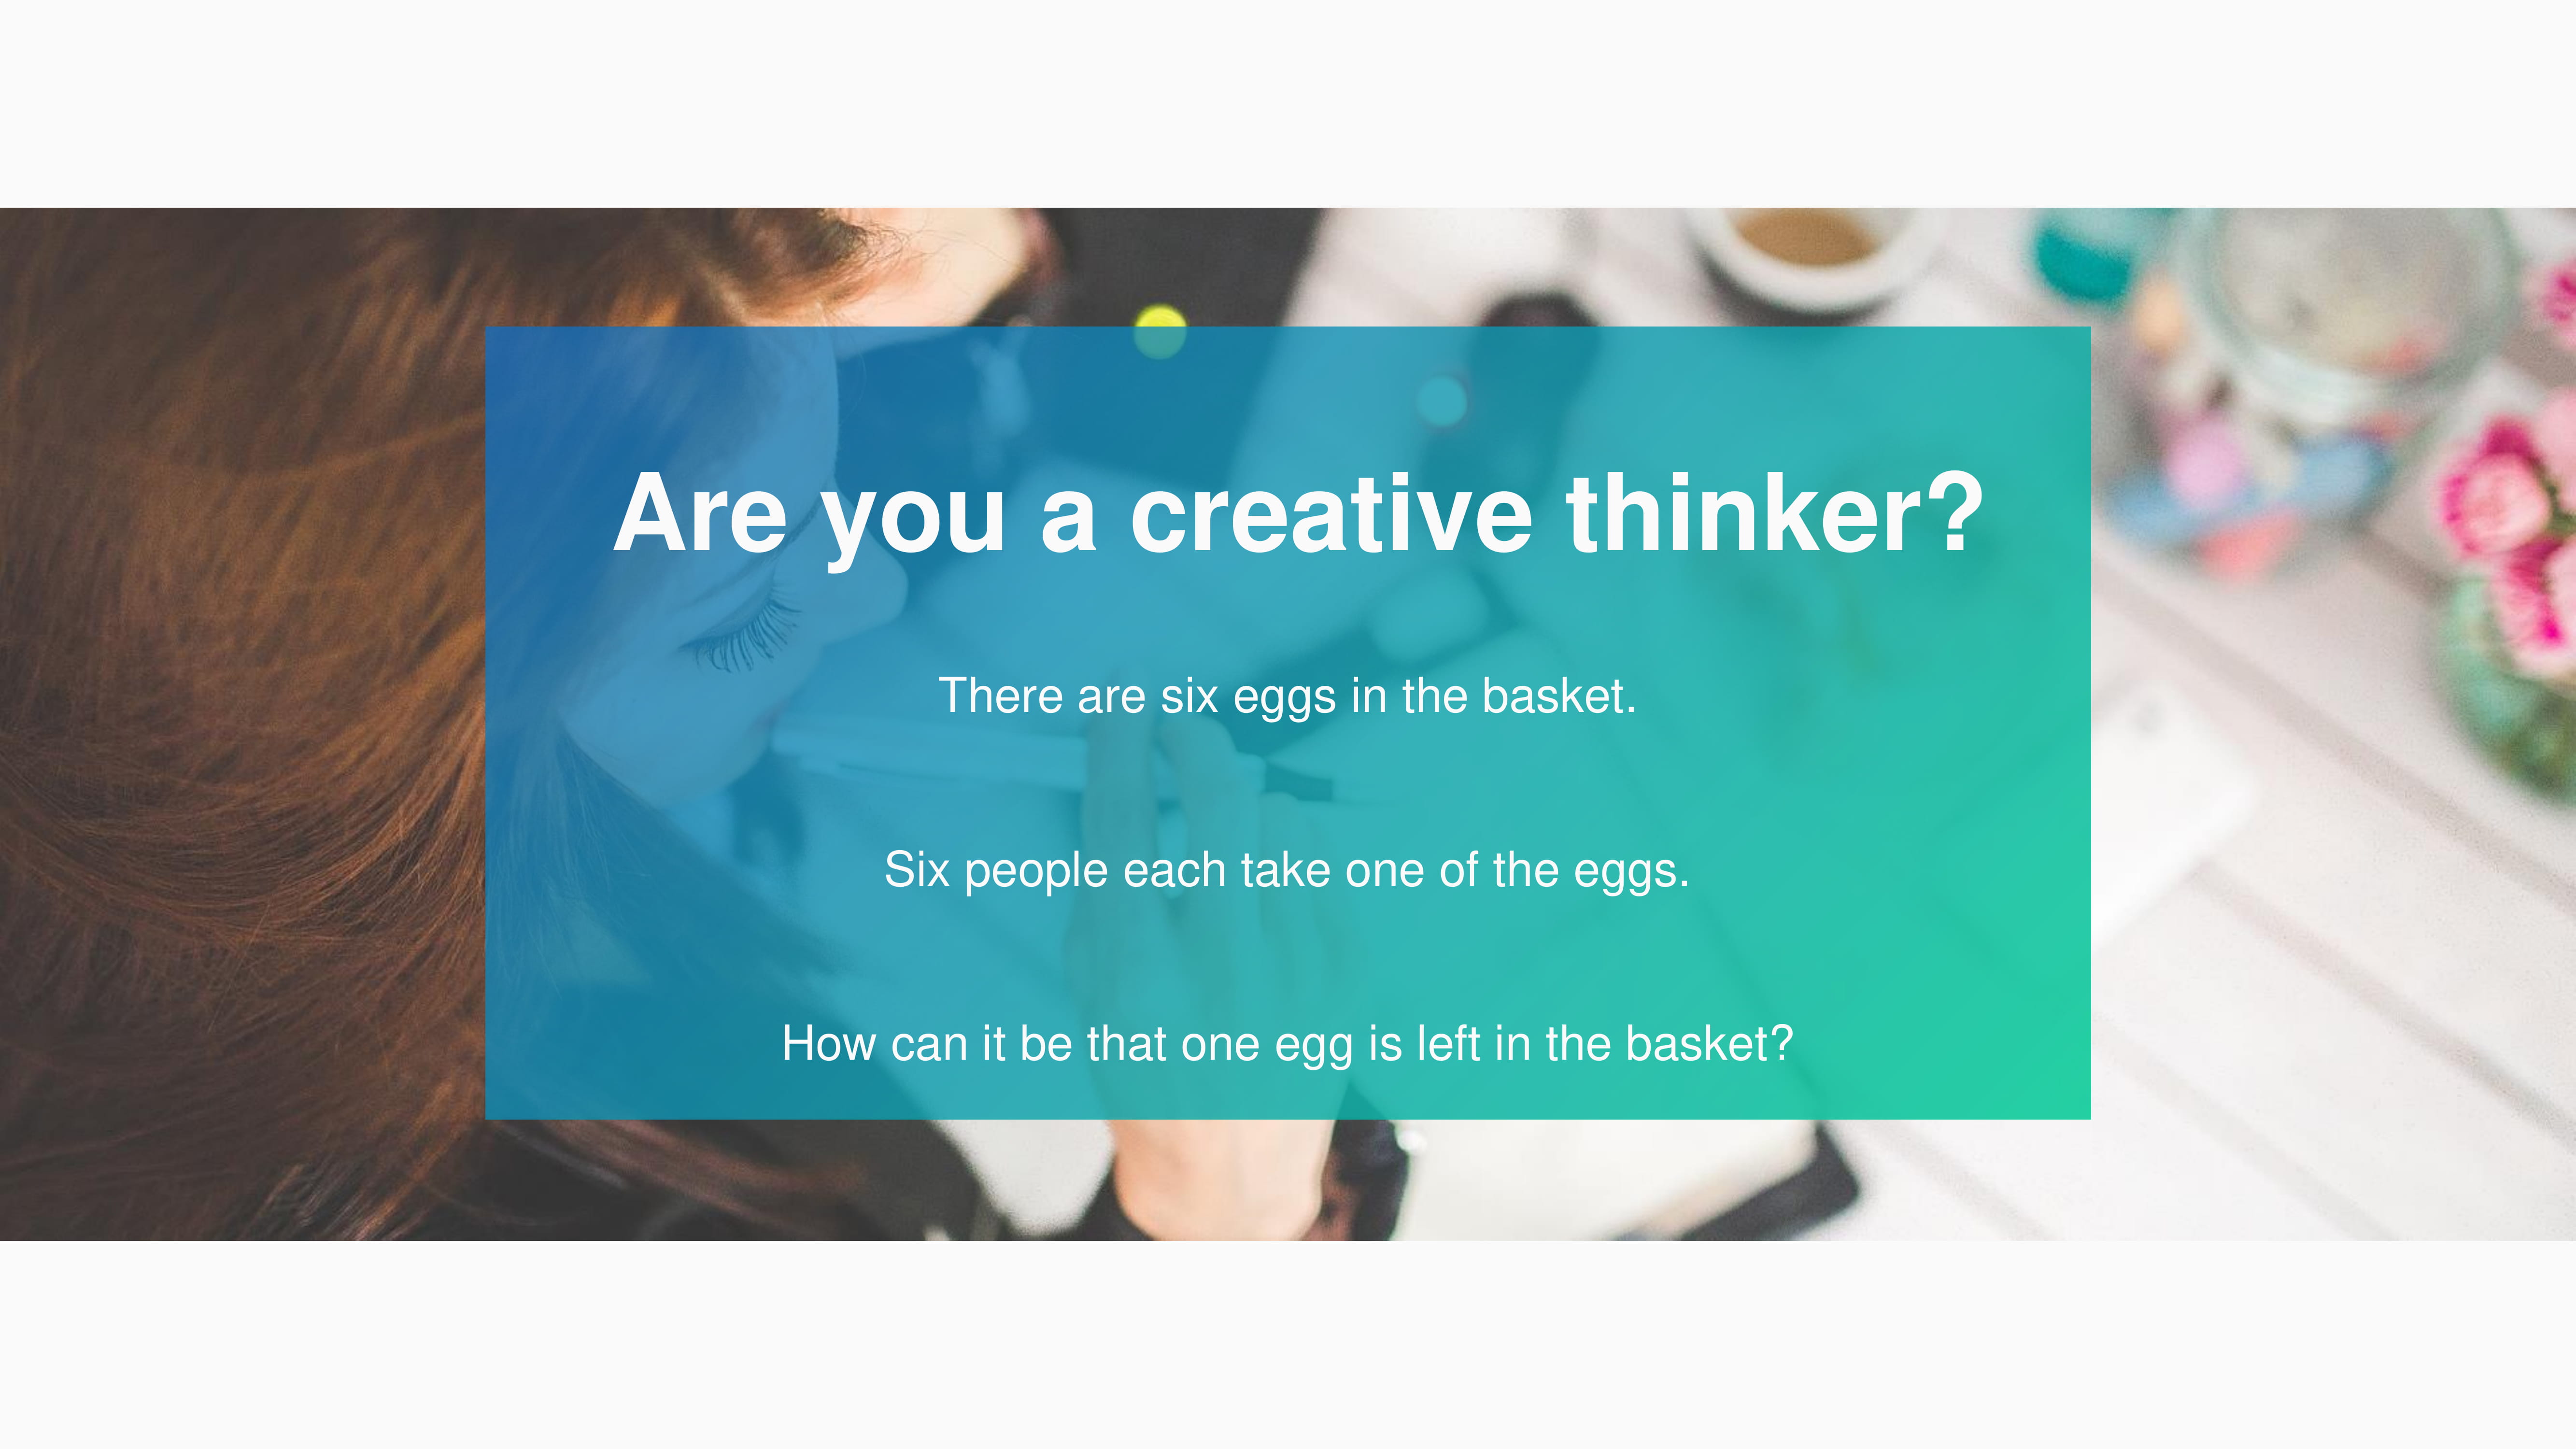 Are you a creative thinker?
There are six eggs in the basket.
Six people each take one of the eggs.
How can it be that one egg is left in the basket?